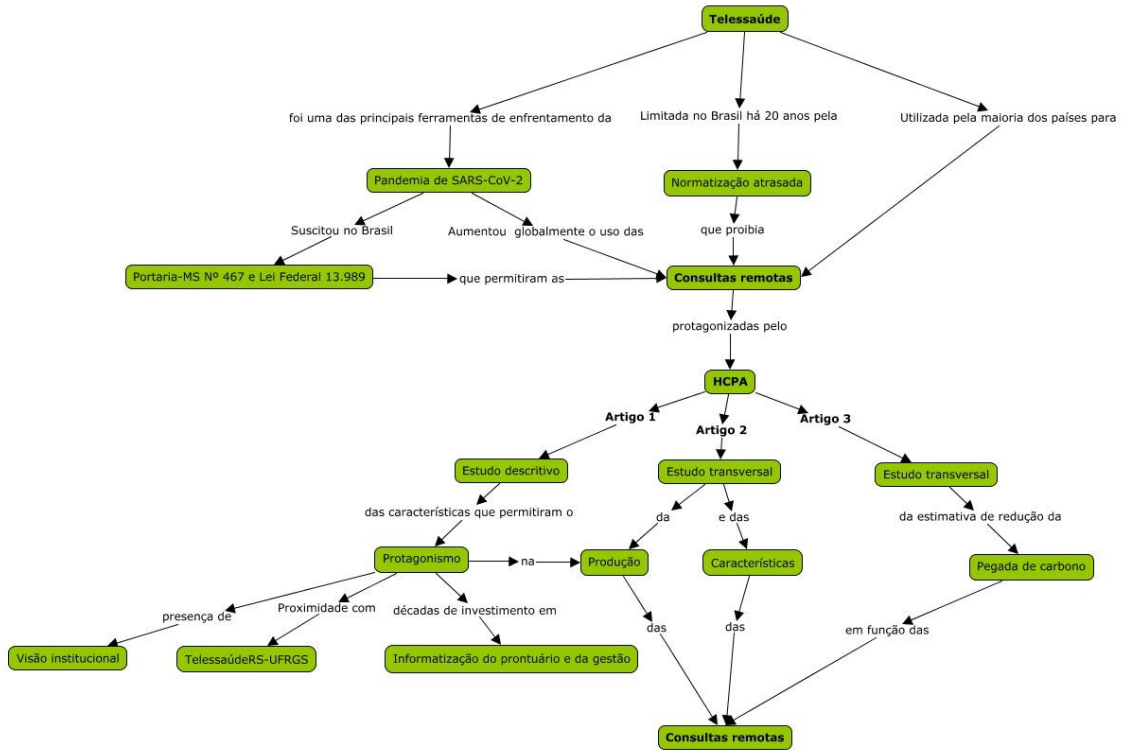 Telessaúde
foi uma das principais ferramentas de enfrentamento da
Limitada no Brasil há 20 anos pela
Utilizada pela maioria dos países para
Pandemia de SARS-CoV-2
Normatização atrasada
Suscitou no Brasil
Aumentou  globalmente o uso das
que proibia
Portaria-MS Nº 467 e Lei Federal 13.989
que permitiram as
Consultas remotas
protagonizadas pelo
HCPA
Artigo 1
Artigo 2
Artigo 3
Estudo descritivo
Estudo transversal
Estudo transversal
das características que permitiram o
da
e das
da estimativa de redução da
Protagonismo
na
Produção
Características
Pegada de carbono
presença de
Proximidade com
décadas de investimento em
das
das
em função das
Visão institucional
TelessaúdeRS-UFRGS
Informatização do prontuário e da gestão
Consultas remotas